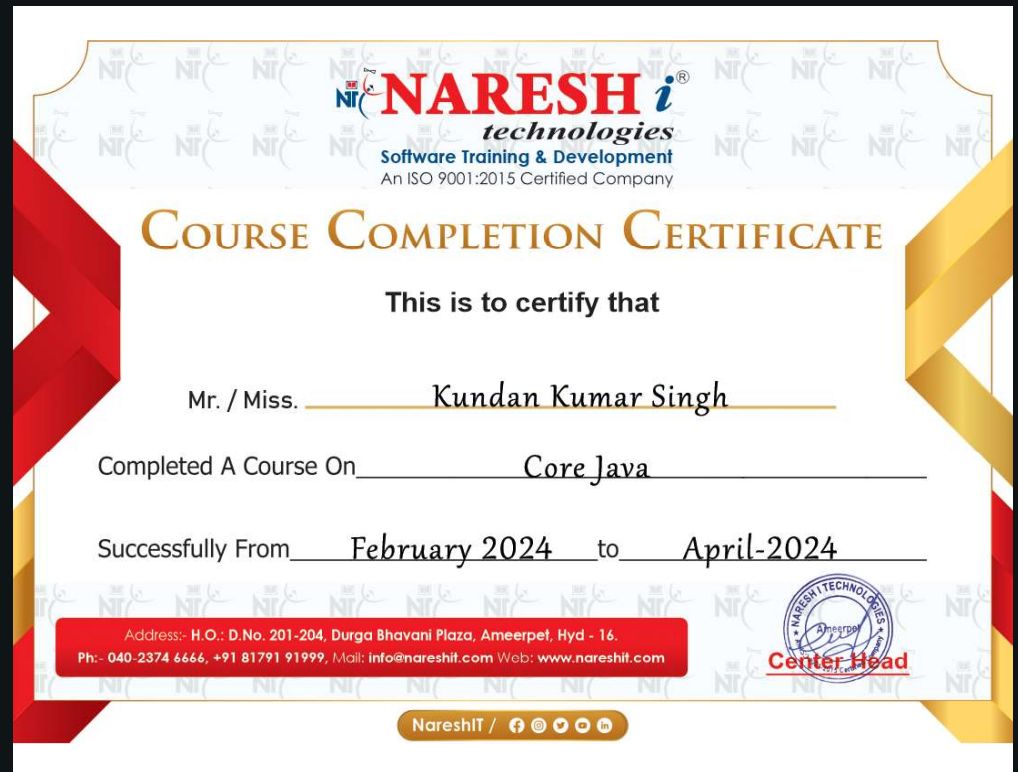 NARESH i ®
technologies
Software Training & Development
An ISO 9001:2015 Certified Company
COURSE COMPLETION CERTIFICATE
This is to certify that
Mr. / Miss. Kundan Kumar Singh
Completed A Course On Core Java
Successfully From February 2024 to April-2024
NARESH I TECHNOLOGIES
Ameerpet
Center Head
Address:- H.O.: D.No. 201-204, Durga Bhavani Plaza, Ameerpet, Hyd - 16.
Ph:- 040-2374 6666, +91 81791 91999, Mail: info@nareshit.com Web: www.nareshit.com
NareshIT /